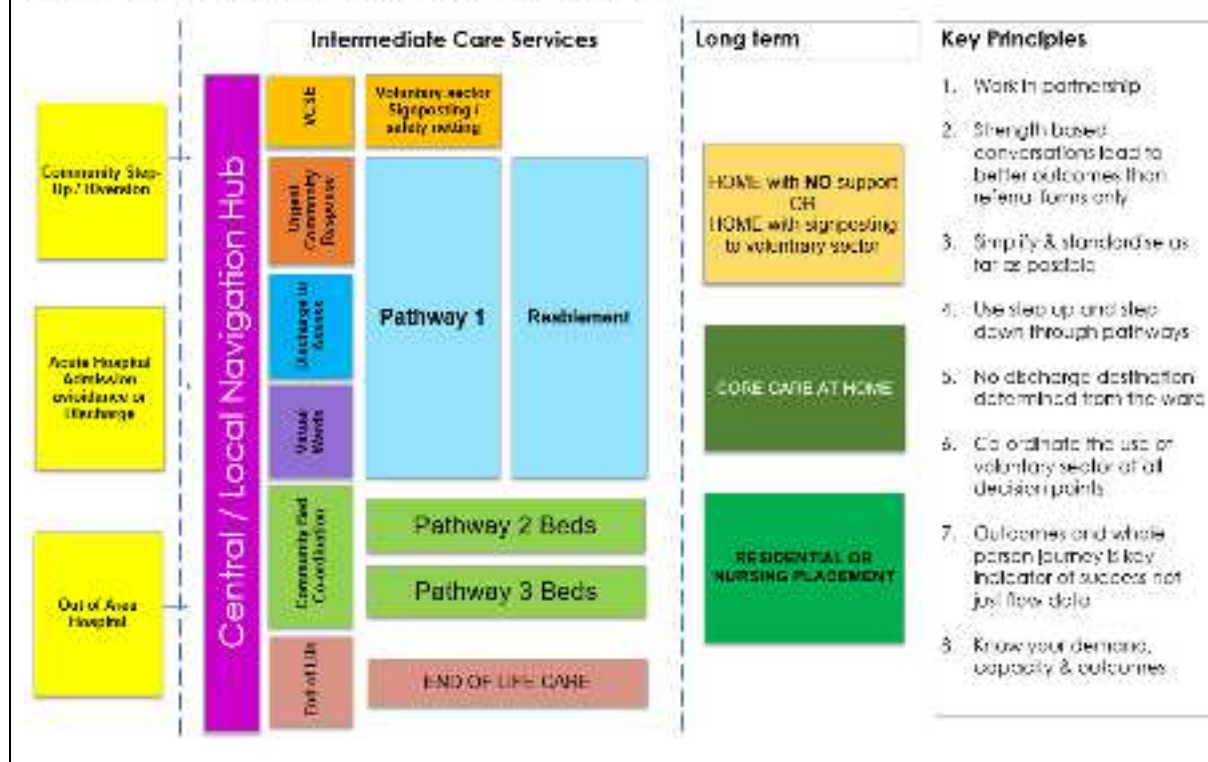 Intermediate Care Services
Long term
Key Principles
Community Step-
Up / Diversion
Acute Hospital
Admission
avoidance or
Discharge
Out of Area
Hospital
Central / Local Navigation Hub
VCSE
Urgent
Community
Response
Discharge to
Assess
Virtual
Wards
Community Bed
Co-ordination
End of Life
Voluntary sector
Signposting /
safety netting
Pathway 1
Reablement
Pathway 2 Beds
Pathway 3 Beds
END OF LIFE CARE
HOME with NO support
OR
HOME with signposting
to voluntary sector
CORE CARE AT HOME
RESIDENTIAL OR
NURSING PLACEMENT
1. Work in partnership
2. Strength based
conversations lead to
better outcomes than
referral forms only
3. Simplify & standardise as
far as possible
4. Use step up and step
down through pathways
5. No discharge destination
determined from the ward
6. Co-ordinate the use of
voluntary sector at all
decision points
7. Outcomes and whole
person journey is key
indicator of success not
just flow data
8. Know your demand,
capacity & outcomes